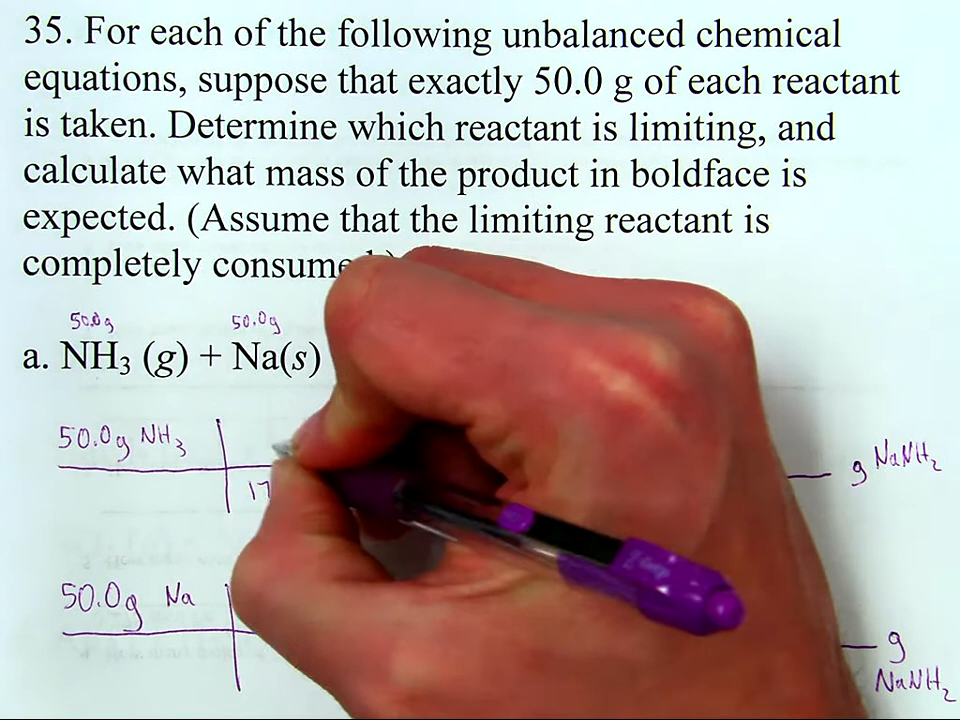 35. For each of the following unbalanced chemical
equations, suppose that exactly 50.0 g of each reactant
is taken. Determine which reactant is limiting, and
calculate what mass of the product in boldface is
expected. (Assume that the limiting reactant is
completely consume
50.0g 50.0g
a. NH₃ (g) + Na(s)
50.0g NH₃
17
g NaNH₂
50.0g Na
g
NaNH₂